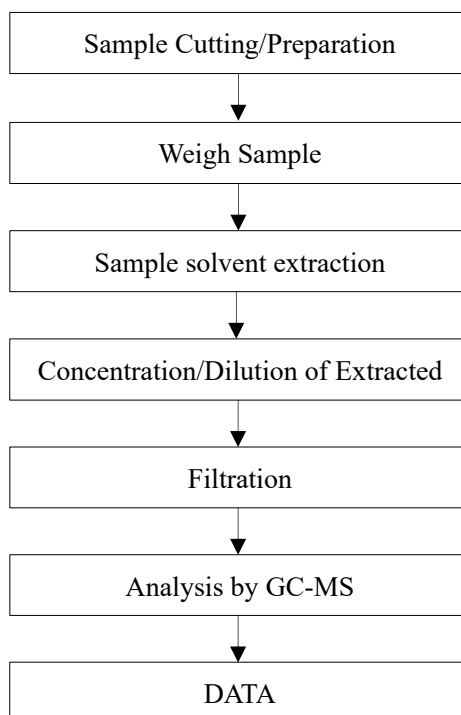 Sample Cutting/Preparation
Weigh Sample
Sample solvent extraction
Concentration/Dilution of Extracted
Filtration
Analysis by GC-MS
DATA